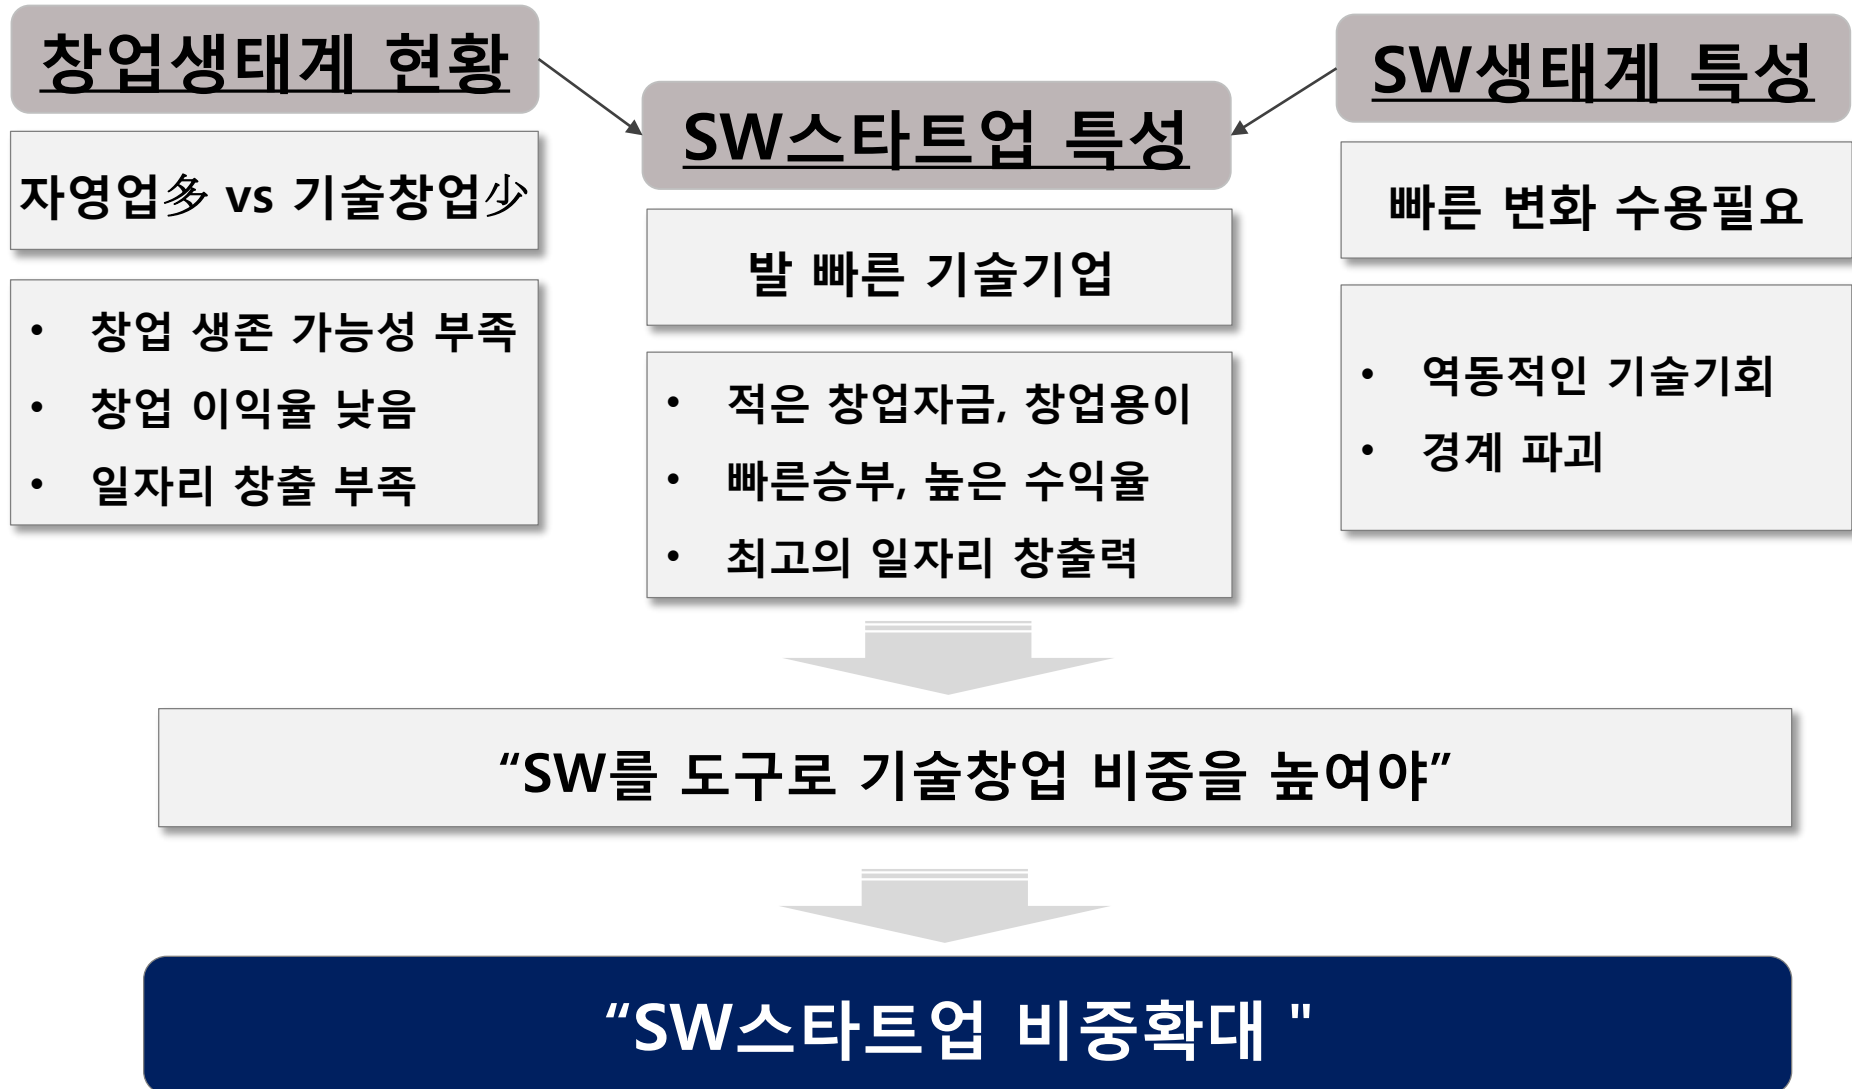 창업생태계 현황
자영업多 vs 기술창업少
• 창업 생존 가능성 부족
• 창업 이익율 낮음
• 일자리 창출 부족
SW스타트업 특성
발 빠른 기술기업
• 적은 창업자금, 창업용이
• 빠른승부, 높은 수익율
• 최고의 일자리 창출력
SW생태계 특성
빠른 변화 수용필요
• 역동적인 기술기회
• 경계 파괴
“SW를 도구로 기술창업 비중을 높여야”
“SW스타트업 비중확대 "